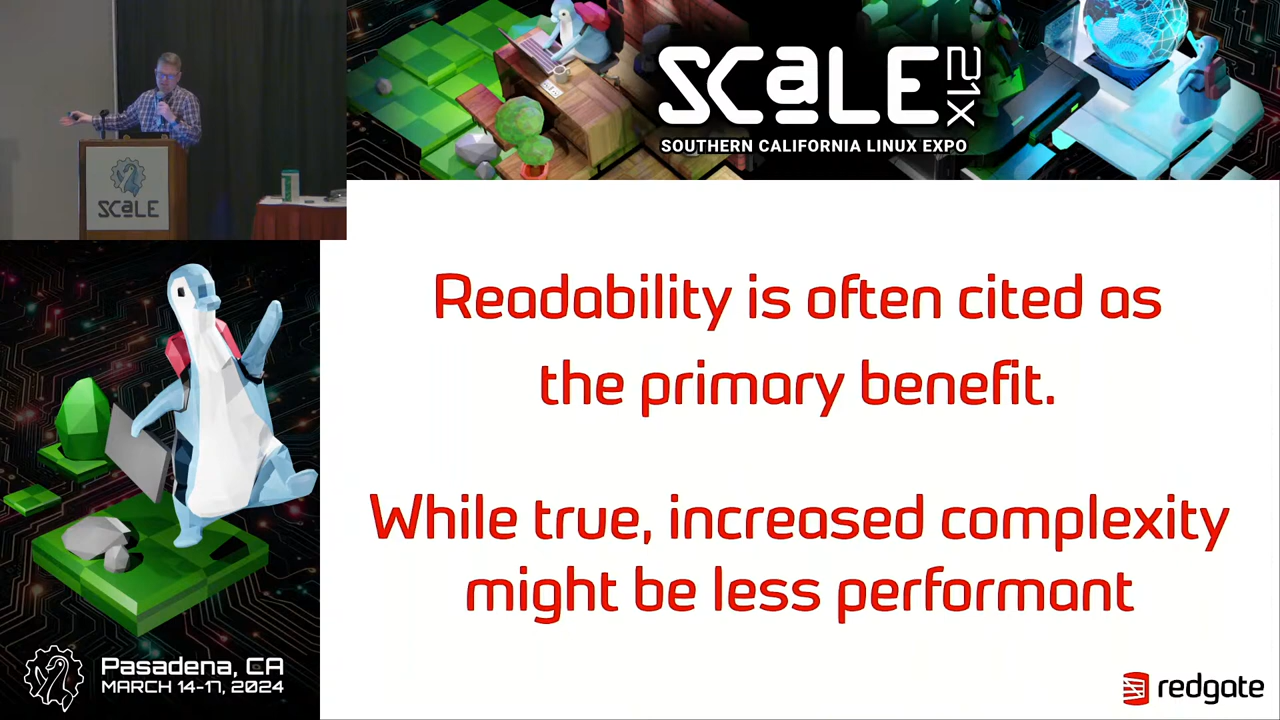 SCaLE 21X
SOUTHERN CALIFORNIA LINUX EXPO
SCaLE
Readability is often cited as
the primary benefit.
While true, increased complexity
might be less performant
Pasadena, CA
MARCH 14-17, 2024
redgate